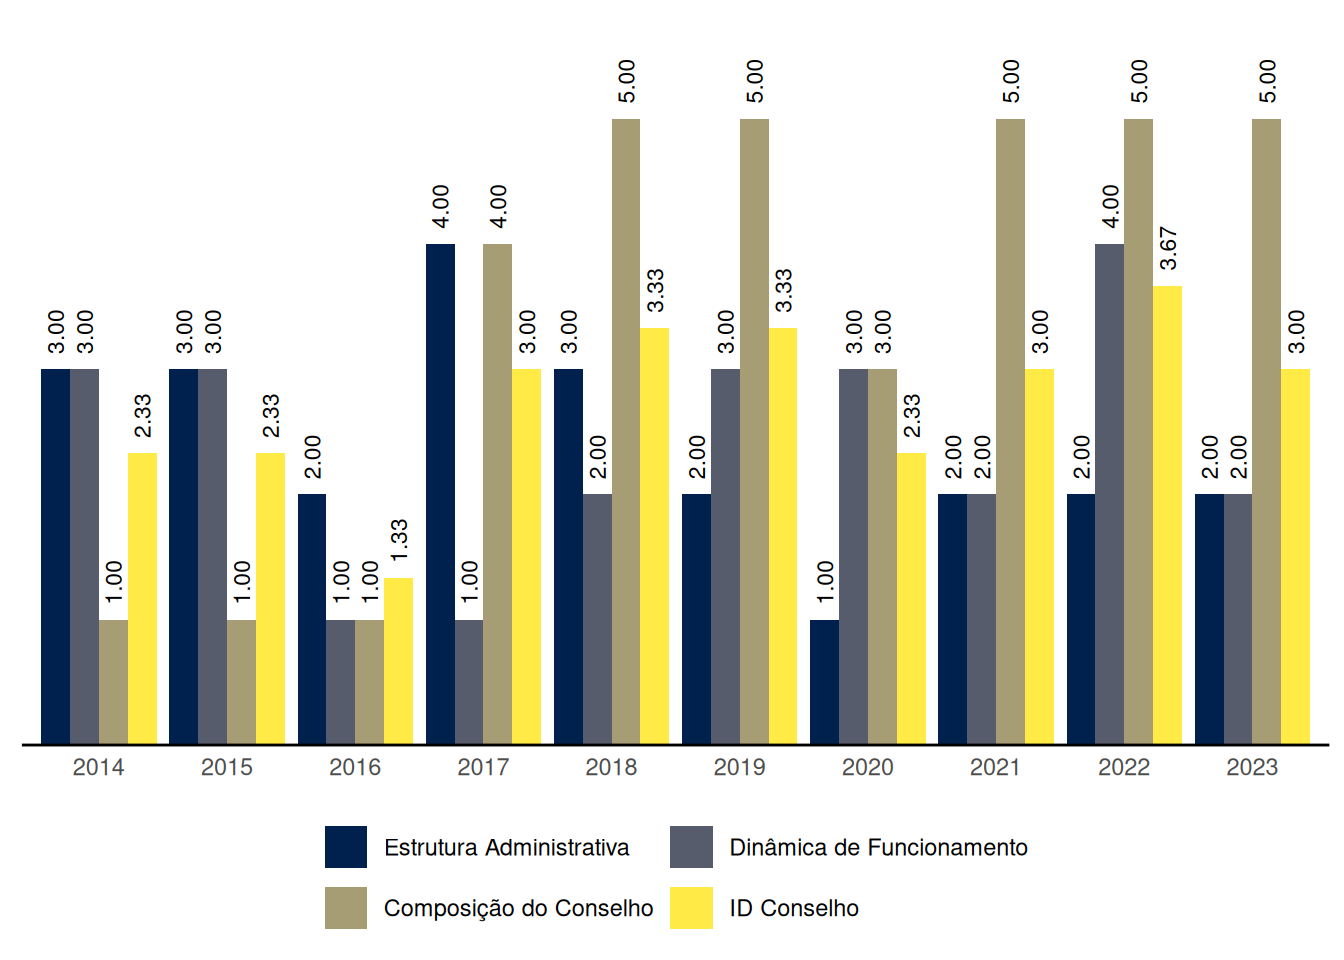 3.00 3.00 1.00 2.33
3.00 3.00 1.00 2.33
2.00 1.00 1.00 1.33
4.00 1.00 4.00 3.00
3.00 2.00 5.00 3.33
2.00 3.00 5.00 3.33
1.00 3.00 3.00 2.33
2.00 2.00 5.00 3.00
2.00 4.00 5.00 3.67
2.00 2.00 5.00 3.00
2014 2015 2016 2017 2018 2019 2020 2021 2022 2023
Estrutura Administrativa Dinâmica de Funcionamento
Composição do Conselho ID Conselho